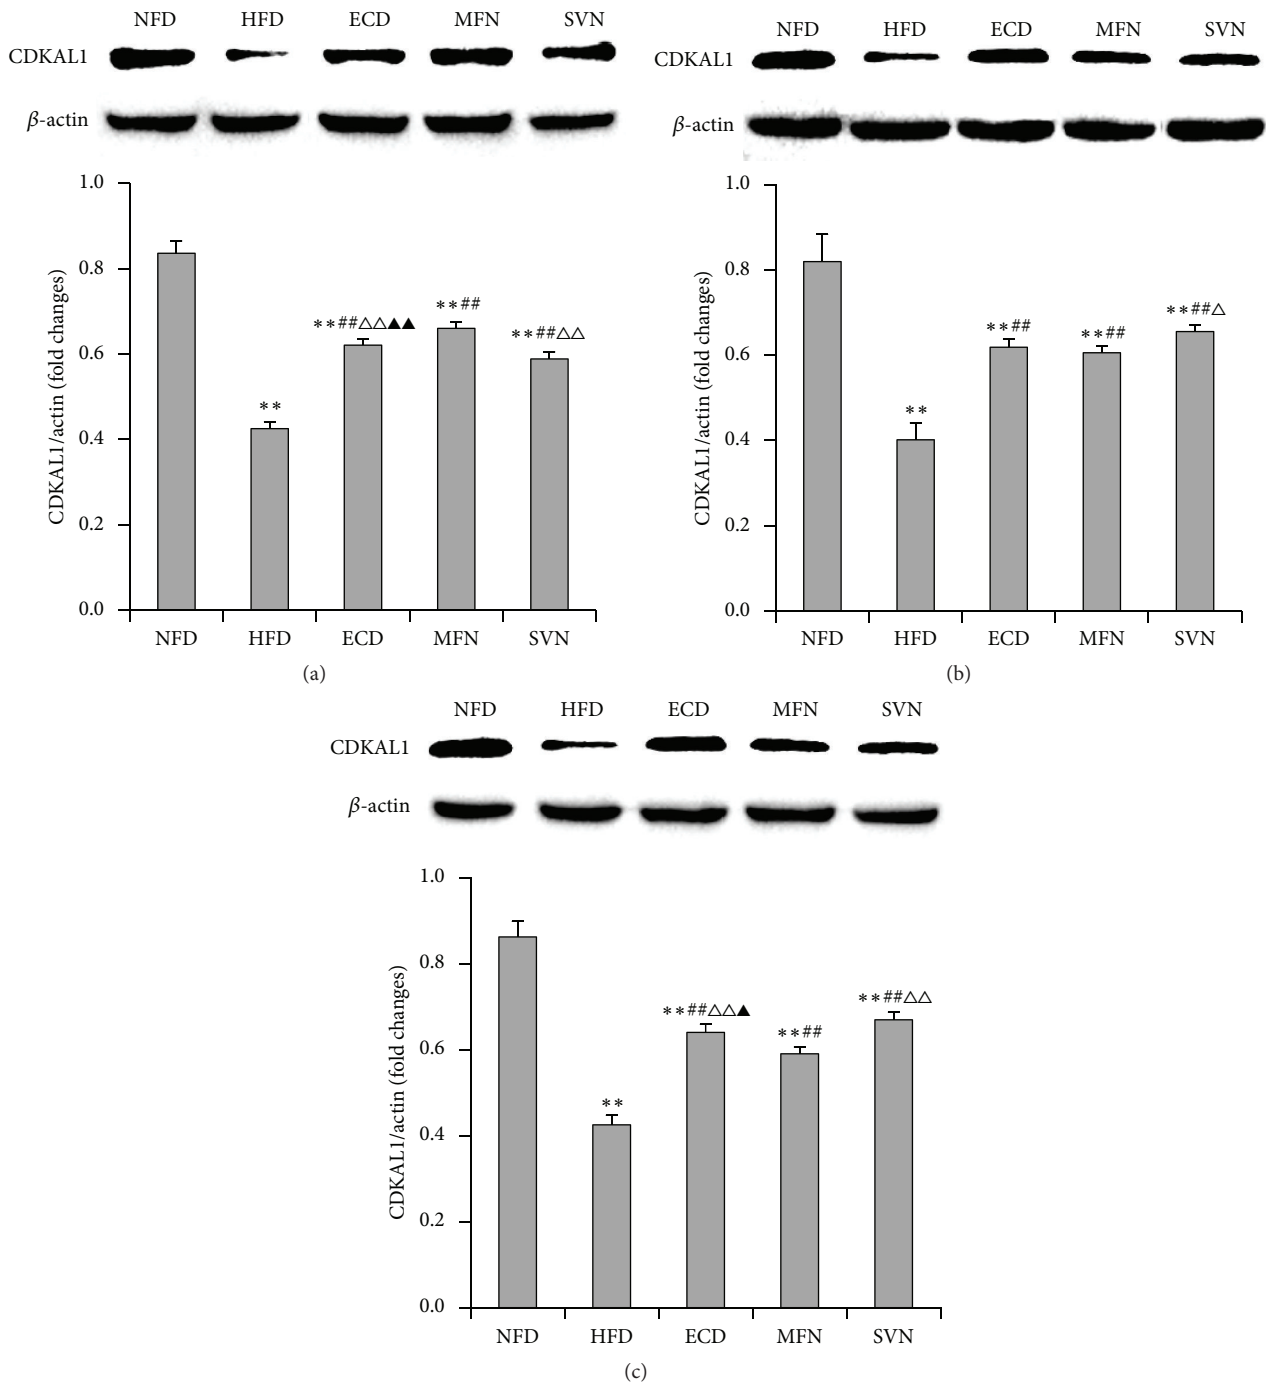 NFD HFD ECD MFN SVN
CDKAL1
β-actin
CDKAL1/actin (fold changes)
1.0
0.8
0.6
0.4
0.2
0.0
**
**##△△▲▲
**##
**##△△
NFD HFD ECD MFN SVN
(a)
NFD HFD ECD MFN SVN
CDKAL1
β-actin
CDKAL1/actin (fold changes)
1.0
0.8
0.6
0.4
0.2
0.0
**
**##
**##
**##△
NFD HFD ECD MFN SVN
(b)
NFD HFD ECD MFN SVN
CDKAL1
β-actin
CDKAL1/actin (fold changes)
1.0
0.8
0.6
0.4
0.2
0.0
**
**##△△▲
**##
**##△△
NFD HFD ECD MFN SVN
(c)